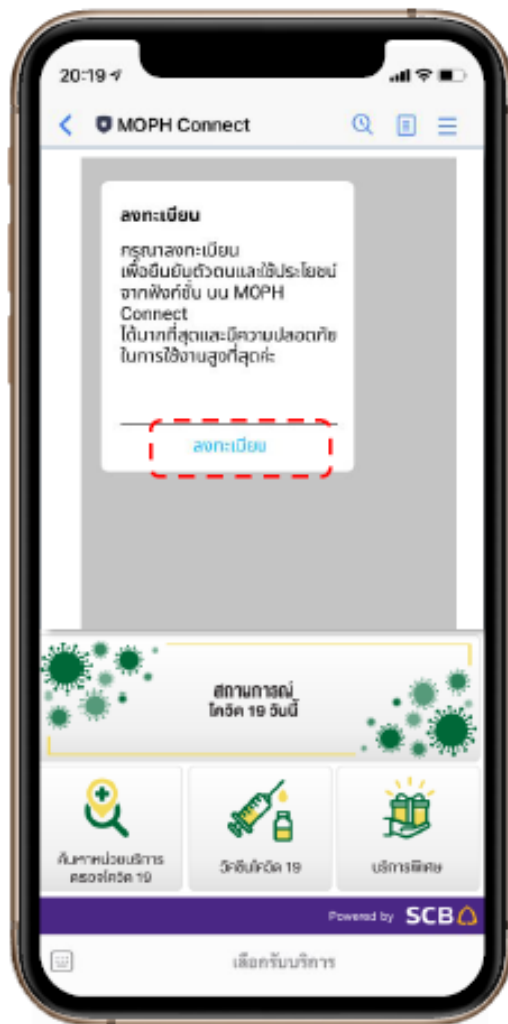 20:19
MOPH Connect
ลงทะเบียน
กรุณาลงทะเบียน
เพื่อยืนยันตัวตนและใช้ประโยชน์
จากฟังก์ชั่น บน MOPH
Connect
ได้มากที่สุดและมีความปลอดภัย
ในการใช้งานสูงที่สุดค่ะ
ลงทะเบียน
สถานการณ์
โควิด 19 วันนี้
ค้นหาหน่วยบริการ
ตรวจโควิด 19
วัคซีนโควิด 19
บริการพิเศษ
Powered by SCB
เลือกรับบริการ